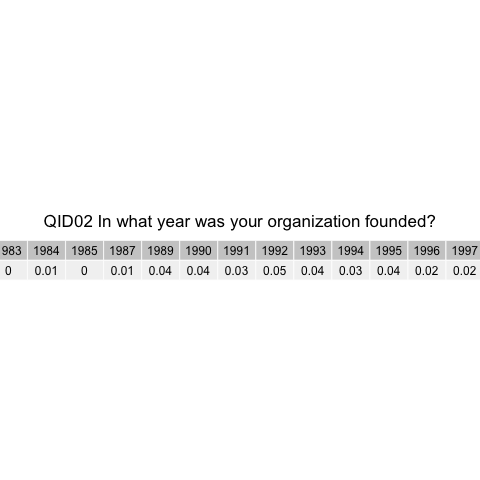 QID02 In what year was your organization founded?
983 1984 1985 1987 1989 1990 1991 1992 1993 1994 1995 1996 1997
0 0.01 0 0.01 0.04 0.04 0.03 0.05 0.04 0.03 0.04 0.02 0.02